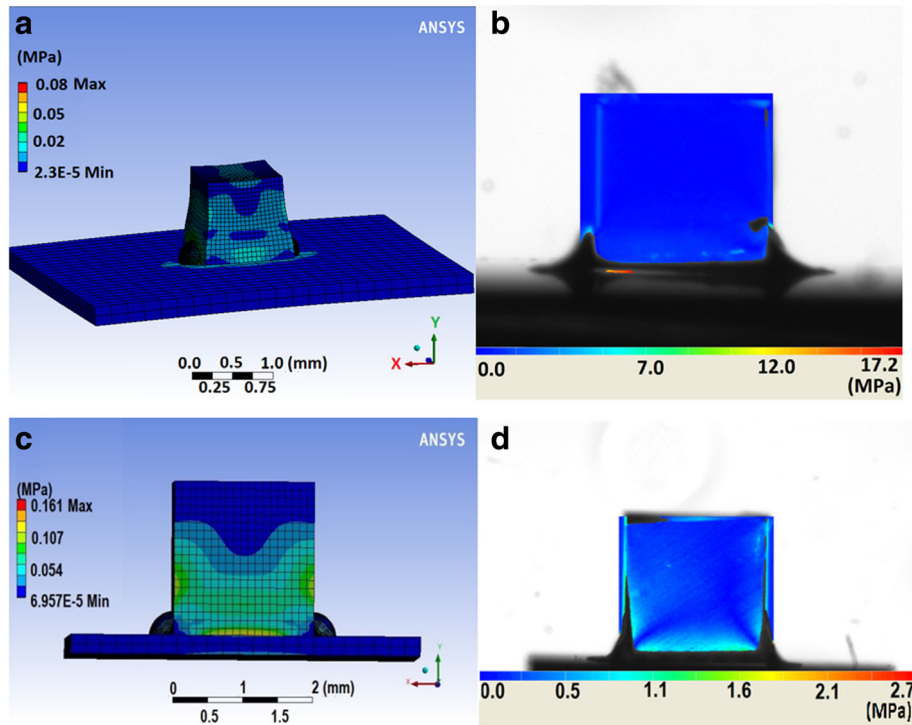 a
ANSYS
(MPa)
0.08 Max
0.05
0.02
2.3E-5 Min
Y
X
0.0 0.5 1.0 (mm)
0.25 0.75
b
0.0 7.0 12.0 17.2
(MPa)
c
ANSYS
(MPa)
0.161 Max
0.107
0.054
6.957E-5 Min
Y
X
0 1 2 (mm)
0.5 1.5
d
0.0 0.5 1.1 1.6 2.1 2.7
(MPa)